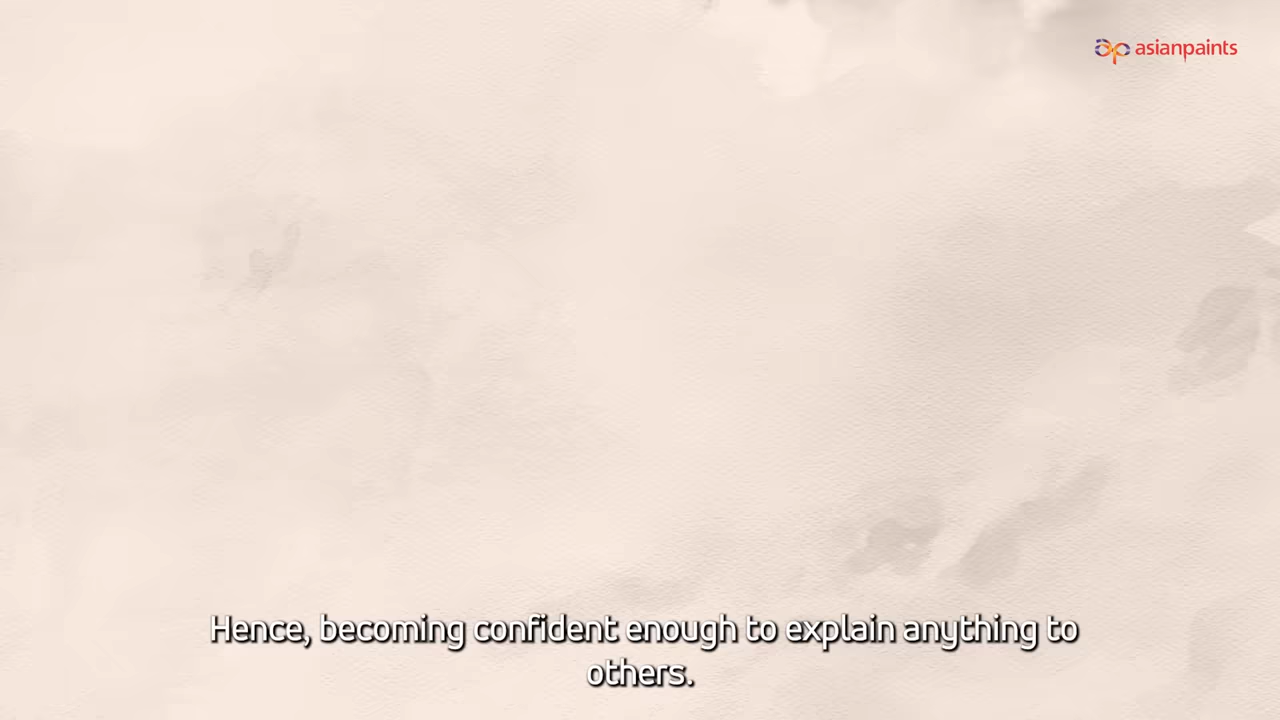 asianpaints
Hence, becoming confident enough to explain anything to
others.